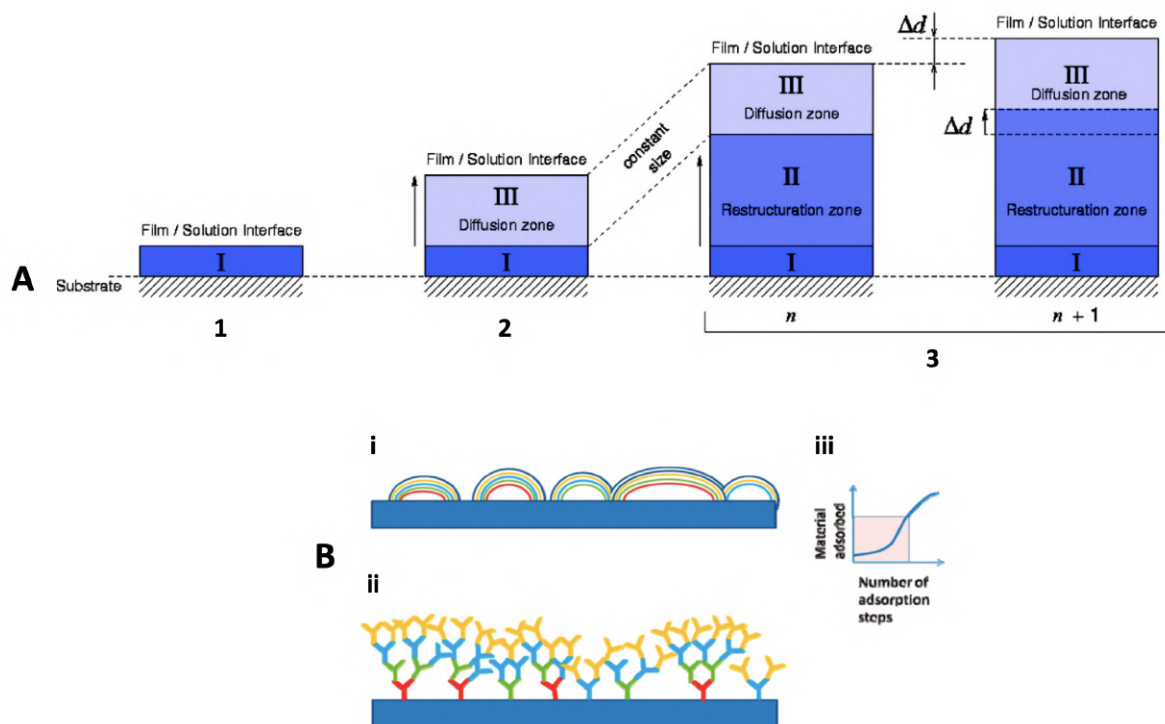 Δd
Film / Solution Interface
Film / Solution Interface
III
Diffusion zone
III
Diffusion zone
Δd
constant
size
Film / Solution Interface
III
Diffusion zone
II
Restructuration zone
II
Restructuration zone
Film / Solution Interface
I
I
I
I
A
Substrate
1
2
n
n + 1
3
i
iii
Material
adsorbed
Number of
adsorption
steps
B
ii